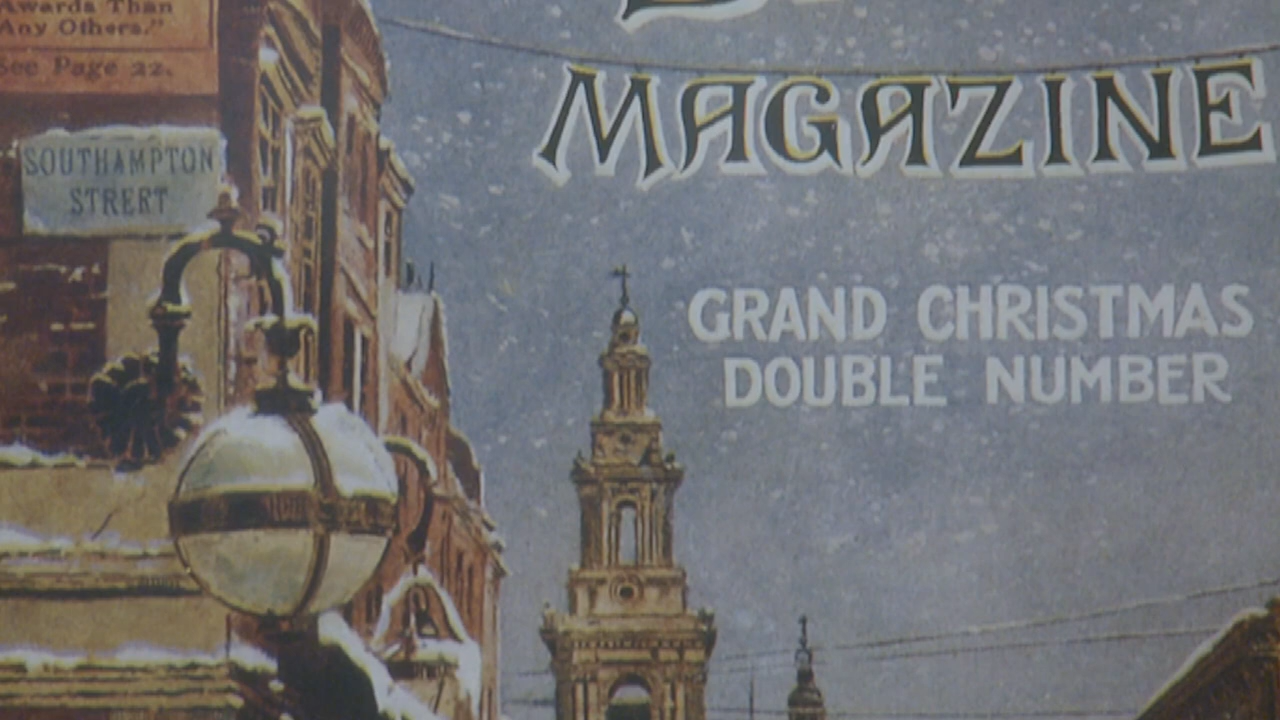 Awards Than
Any Others."
See Page 22.
MAGAZINE
SOUTHAMPTON
STRERT
GRAND CHRISTMAS
DOUBLE NUMBER